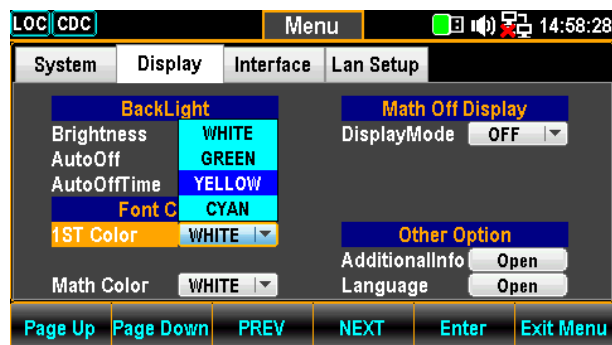 LOC CDC Menu 14:58:28
System Display Interface Lan Setup
BackLight
Brightness
AutoOff
AutoOffTime
WHITE
GREEN
YELLOW
CYAN
Font C
1ST Color WHITE
Math Color WHITE
Math Off Display
DisplayMode OFF
Other Option
AdditionalInfo Open
Language Open
Page Up Page Down PREV NEXT Enter Exit Menu